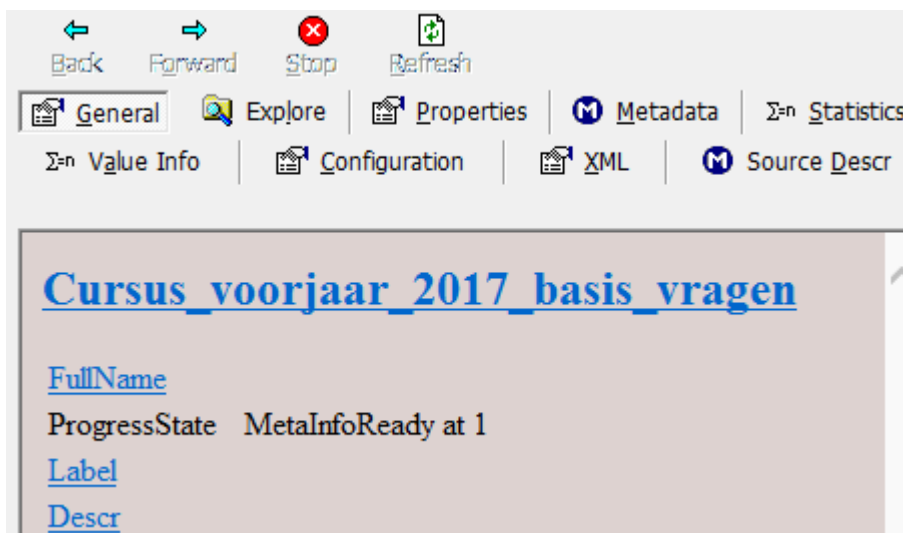 Back Forward Stop Refresh
General Explore Properties Metadata Σ=n Statistics
Σ=n Value Info Configuration XML Source Descr
Cursus_voorjaar_2017_basis_vragen
FullName
ProgressState MetaInfoReady at 1
Label
Descr